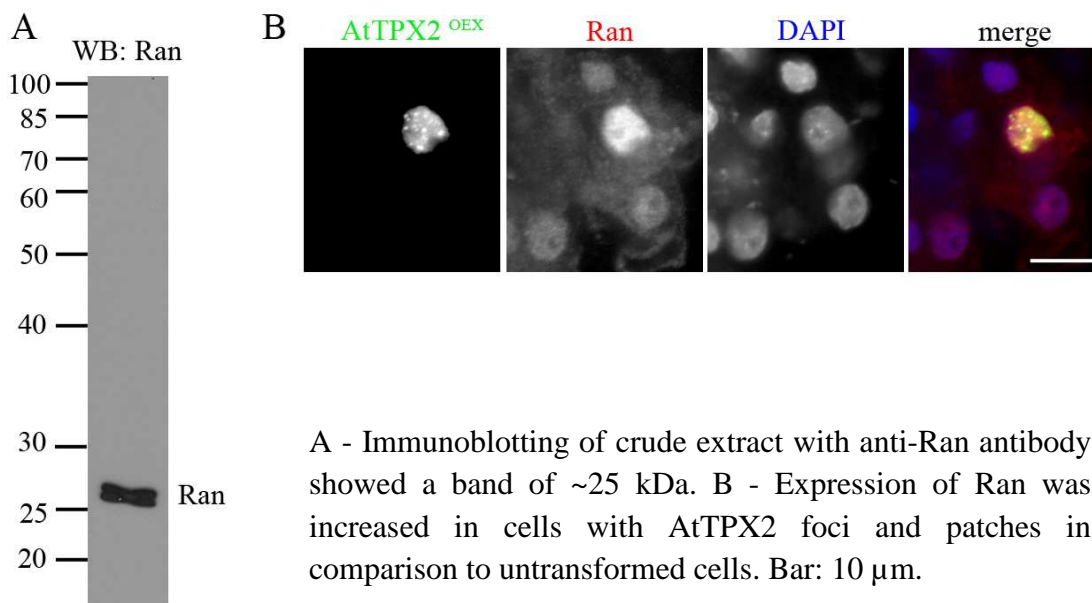 A
WB: Ran
100
85
70
60
50
40
30
25
20
Ran
B
AtTPX2 OEX
Ran
DAPI
merge
A - Immunoblotting of crude extract with anti-Ran antibody
showed a band of ~25 kDa. B - Expression of Ran was
increased in cells with AtTPX2 foci and patches in
comparison to untransformed cells. Bar: 10 µm.